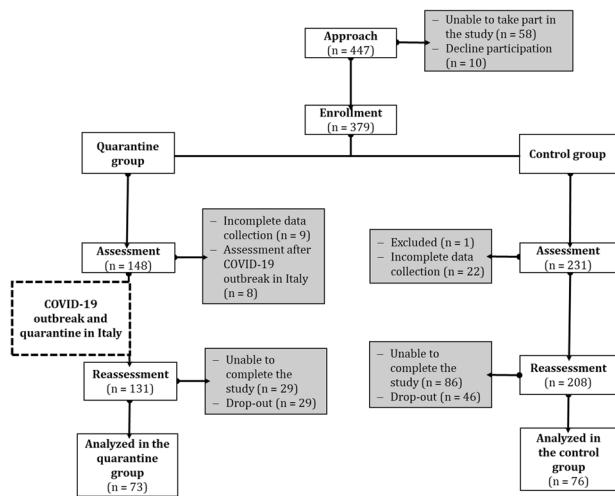 Approach
(n = 447)
– Unable to take part in
the study (n = 58)
– Decline participation
(n = 10)
Enrollment
(n = 379)
Quarantine
group
Control group
Assessment
(n = 148)
– Incomplete data
collection (n = 9)
– Assessment after
COVID-19
outbreak in Italy
(n = 8)
– Excluded (n = 1)
– Incomplete data
collection (n = 22)
Assessment
(n = 231)
COVID-19
outbreak and
quarantine in Italy
Reassessment
(n = 131)
– Unable to
complete the
study (n = 29)
– Drop-out (n = 29)
– Unable to
complete the
study (n = 86)
– Drop-out (n = 46)
Reassessment
(n = 208)
Analyzed in the
quarantine group
(n = 73)
Analyzed in
the control
group
(n = 76)